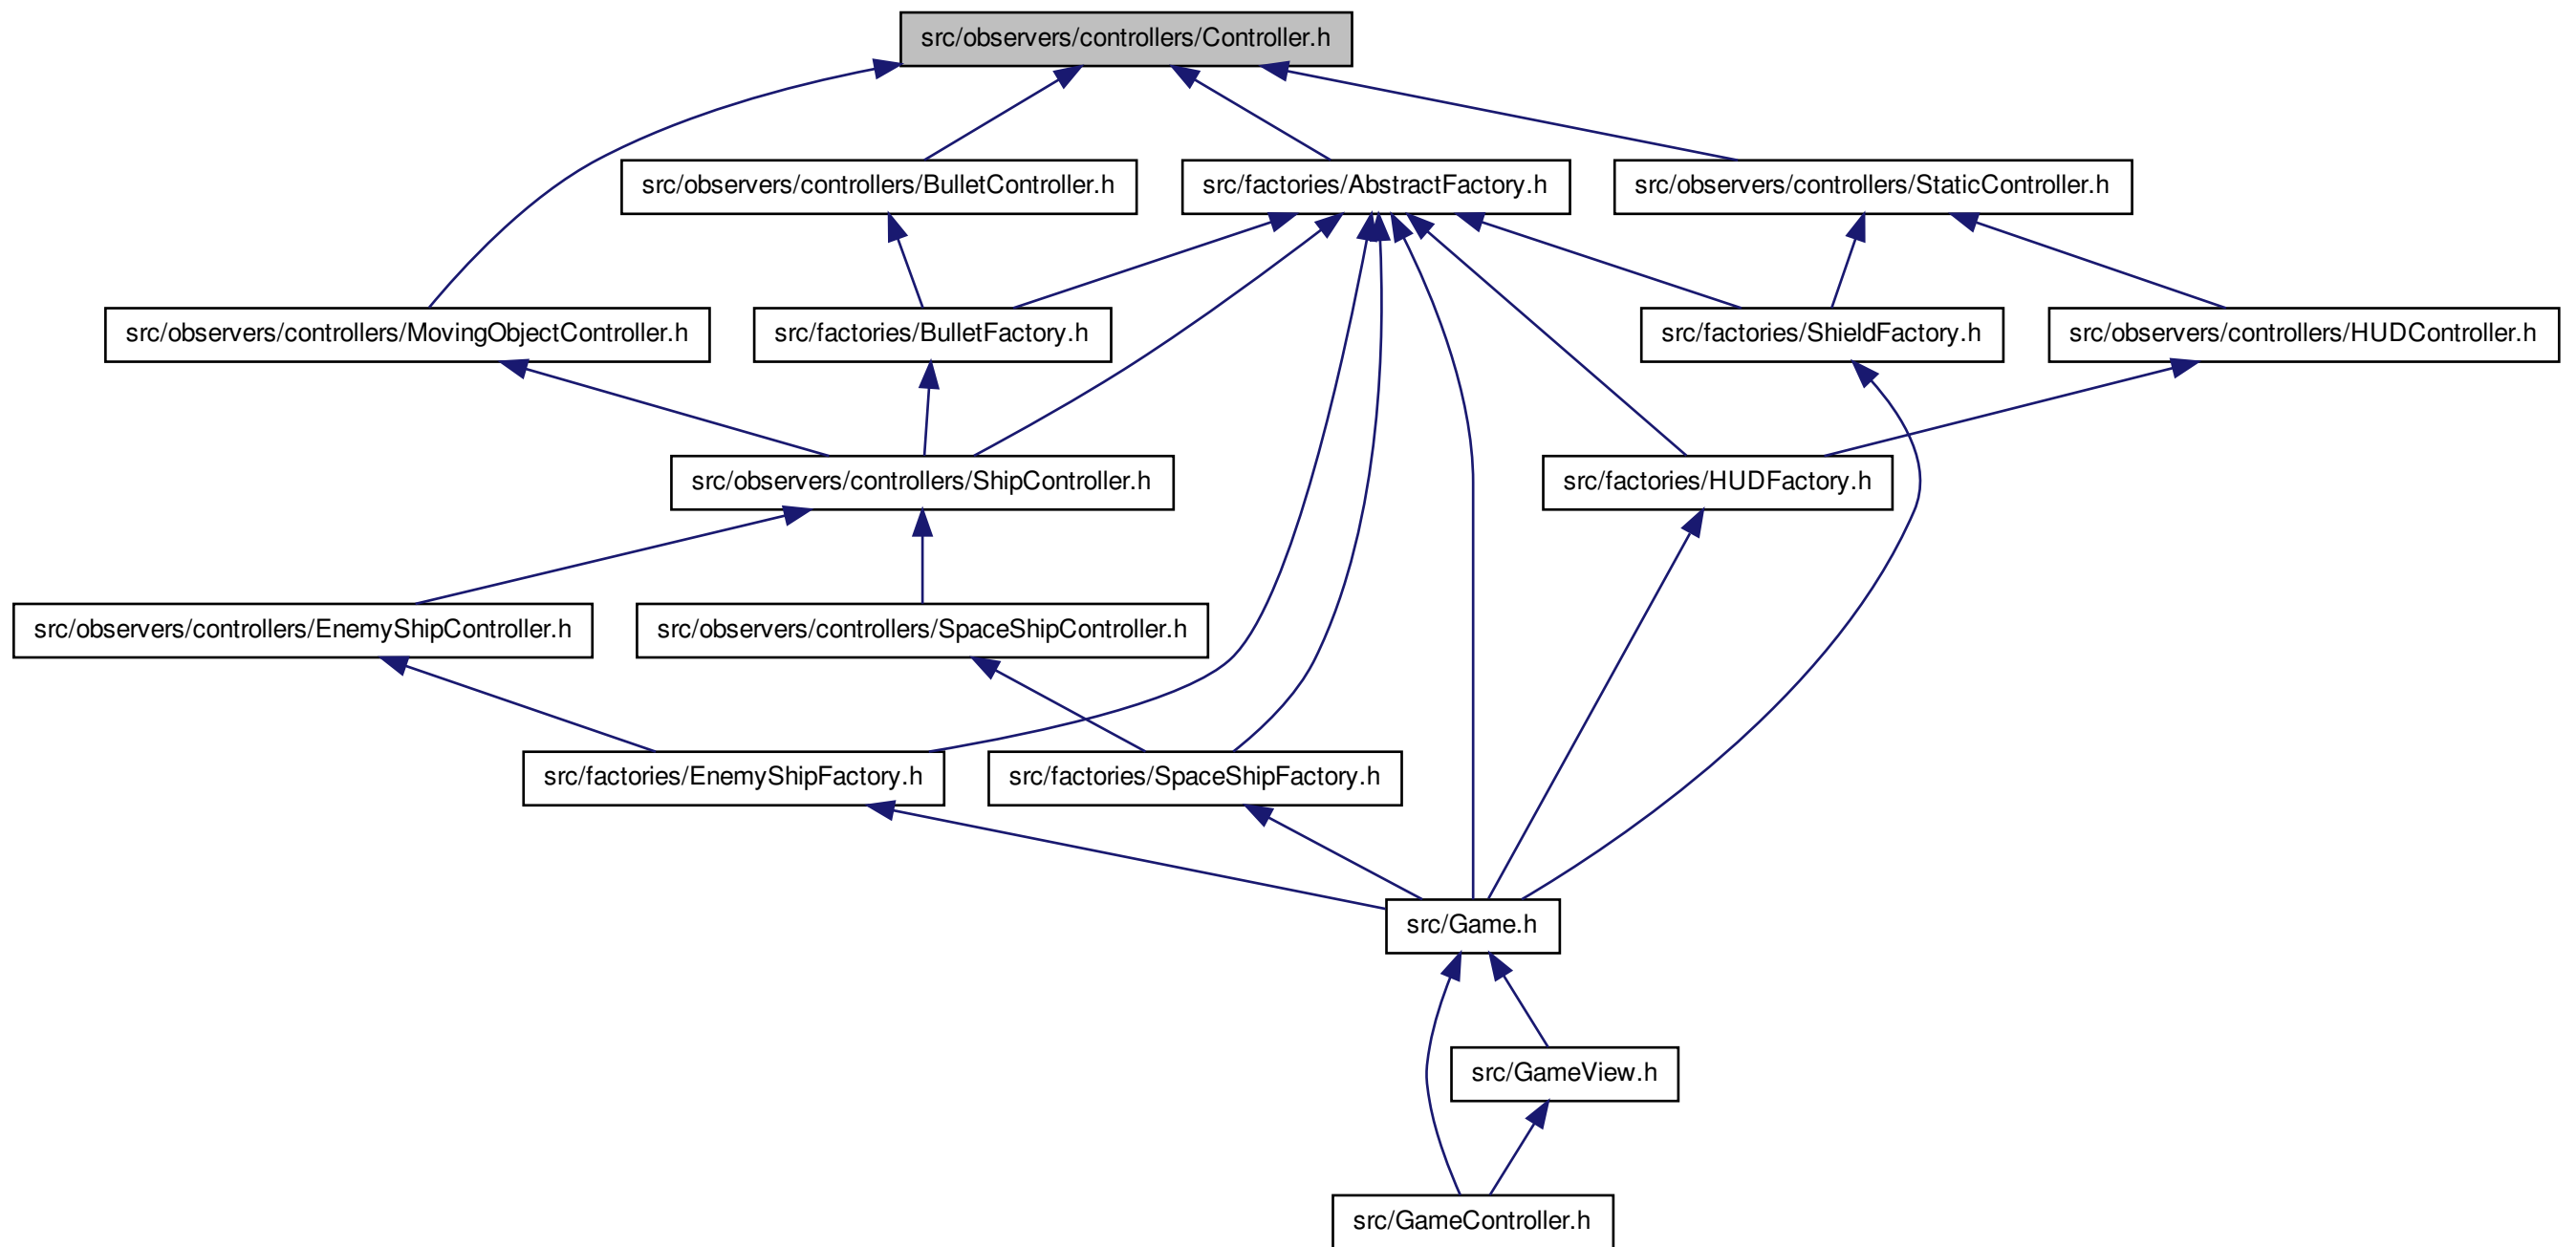 src/observers/controllers/Controller.h
src/observers/controllers/BulletController.h
src/factories/AbstractFactory.h
src/observers/controllers/StaticController.h
src/observers/controllers/MovingObjectController.h
src/factories/BulletFactory.h
src/factories/ShieldFactory.h
src/observers/controllers/HUDController.h
src/observers/controllers/ShipController.h
src/factories/HUDFactory.h
src/observers/controllers/EnemyShipController.h
src/observers/controllers/SpaceShipController.h
src/factories/EnemyShipFactory.h
src/factories/SpaceShipFactory.h
src/Game.h
src/GameView.h
src/GameController.h